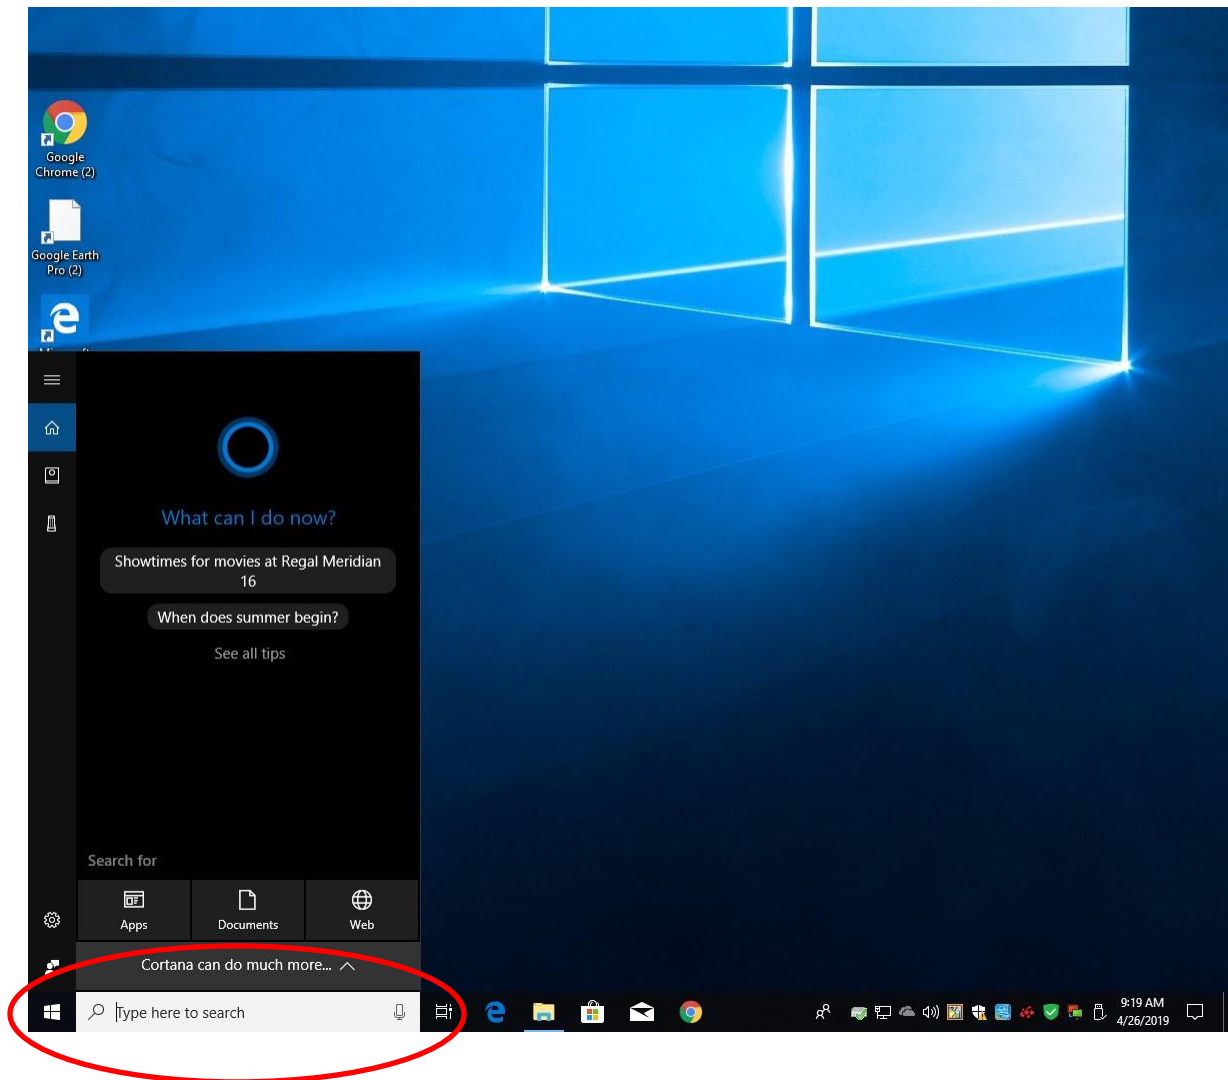 Google
Chrome (2)
Google Earth
Pro (2)
What can I do now?
Showtimes for movies at Regal Meridian
16
When does summer begin?
See all tips
Search for
Apps
Documents
Web
Cortana can do much more...
Type here to search
9:19 AM
4/26/2019